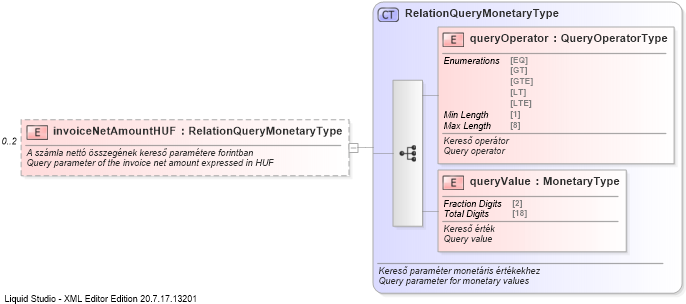 CT RelationQueryMonetaryType
E queryOperator : QueryOperatorType
Enumerations [EQ]
[GT]
[GTE]
[LT]
[LTE]
Min Length [1]
Max Length [8]
Kereső operátor
Query operator
0..2
E invoiceNetAmountHUF : RelationQueryMonetaryType
A számla nettó összegének kereső paramétere forintban
Query parameter of the invoice net amount expressed in HUF
E queryValue : MonetaryType
Fraction Digits [2]
Total Digits [18]
Kereső érték
Query value
Kereső paraméter monetáris értékekhez
Query parameter for monetary values
Liquid Studio - XML Editor Edition 20.7.17.13201